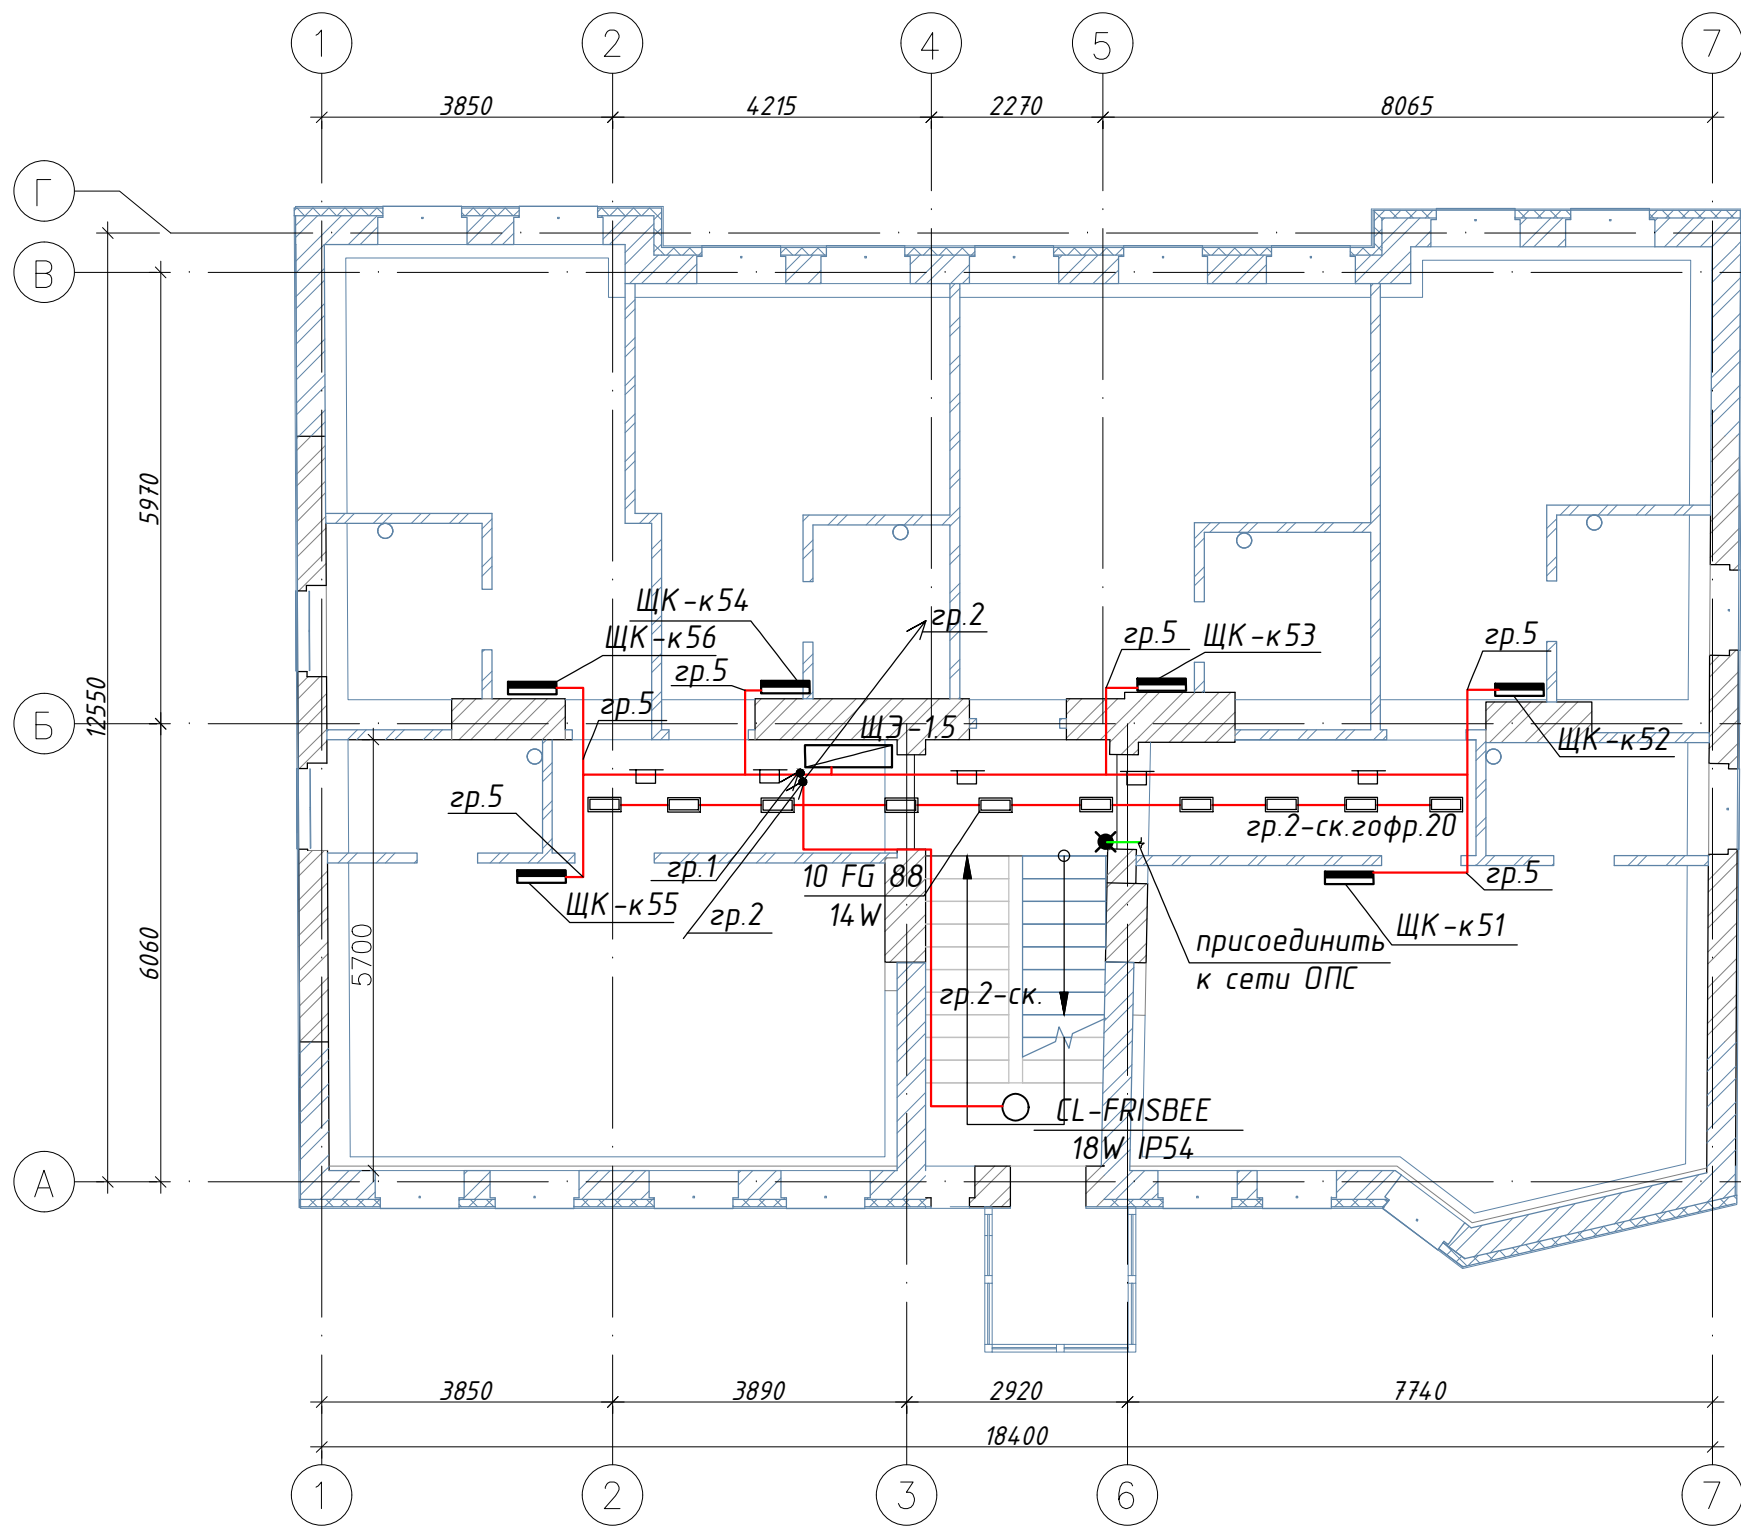 1
2
4
5
7
3850
4215
2270
8065
Г
В
Б
А
12550
5970
6060
5700
ЩК-к54
ЩК-к56
гр.5
гр.5
гр.2
гр.5
ЩК-к53
гр.5
ЩК-к52
ЩЭ-1.5
гр.5
гр.1
ЩК-к55
гр.2
10 FG 88
14W
гр.2-ск.гофр.20
гр.5
ЩК-к51
присоединить
к сети ОПС
гр.2-ск.
CL-FRISBEE
18W IP54
3850
3890
2920
7740
18400
1
2
3
6
7